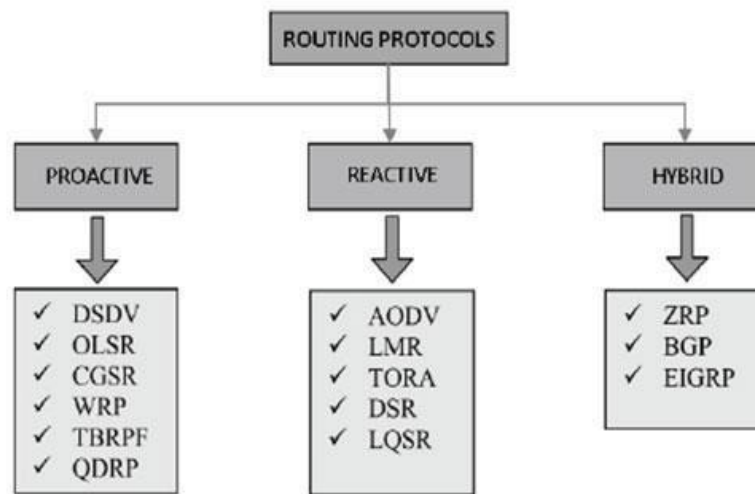 ROUTING PROTOCOLS
PROACTIVE
REACTIVE
HYBRID
✓ DSDV
✓ OLSR
✓ CGSR
✓ WRP
✓ TBRPF
✓ QDRP
✓ AODV
✓ LMR
✓ TORA
✓ DSR
✓ LQSR
✓ ZRP
✓ BGP
✓ EIGRP